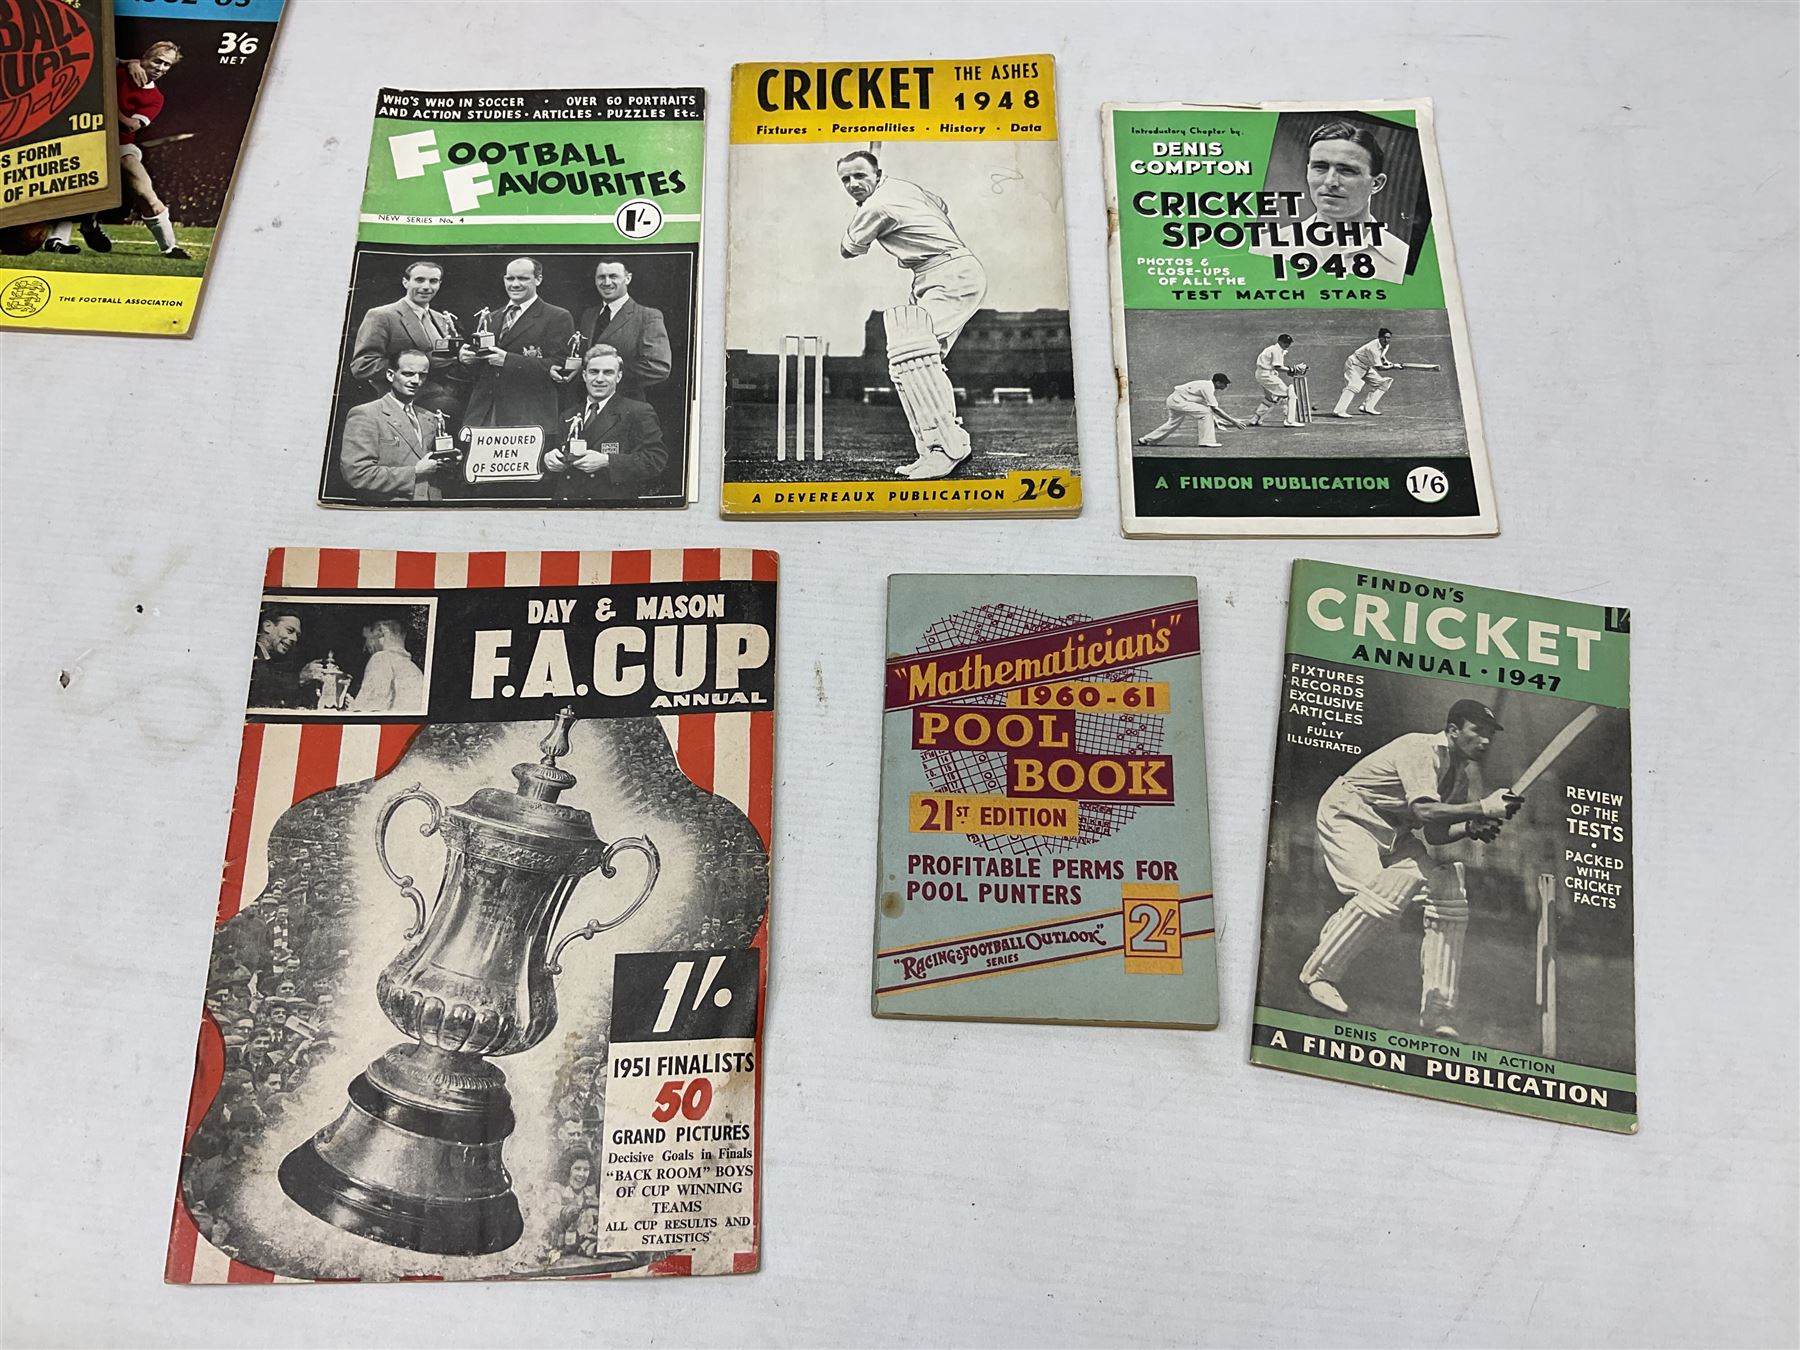 BALL
10p
S FORM
FIXTURES
OF PLAYERS
3/6
NET
THE FOOTBALL ASSOCIATION
WHO'S WHO IN SOCCER • OVER 60 PORTRAITS
AND ACTION STUDIES • ARTICLES • PUZZLES Etc.
FOOTBALL
FAVOURITES
NEW SERIES No. 4
1/-
HONOURED
MEN
OF SOCCER
CRICKET THE ASHES
1948
Fixtures • Personalities • History • Data
A DEVEREAUX PUBLICATION 2/6
Introductory Chapter by.
DENIS
COMPTON
CRICKET
SPOTLIGHT
1948
PHOTOS &
CLOSE-UPS
OF ALL THE
TEST MATCH STARS
A FINDON PUBLICATION 1/6
DAY & MASON
F.A. CUP
ANNUAL
1/-
1951 FINALISTS
50
GRAND PICTURES
Decisive Goals in Finals
"BACK ROOM" BOYS
OF CUP WINNING
TEAMS
ALL CUP RESULTS AND
STATISTICS
"Mathematician's"
1960-61
POOL
BOOK
21ST EDITION
PROFITABLE PERMS FOR
POOL PUNTERS
2/-
"RACING & FOOTBALL OUTLOOK"
SERIES
FINDON'S
CRICKET
ANNUAL • 1947
1/-
FIXTURES
RECORDS
EXCLUSIVE
ARTICLES
•
FULLY
ILLUSTRATED
REVIEW
OF THE
TESTS
•
PACKED
WITH
CRICKET
FACTS
DENIS COMPTON IN ACTION
A FINDON PUBLICATION